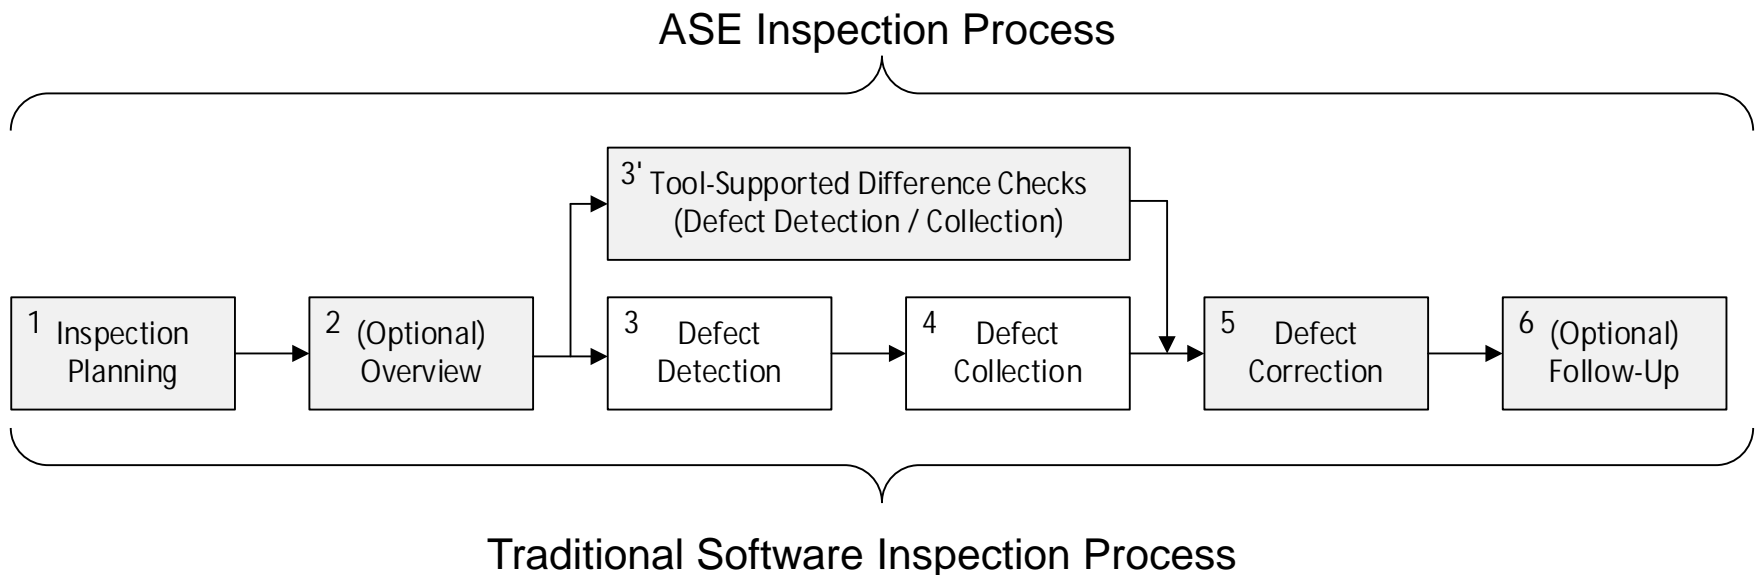 ASE Inspection Process
3' Tool-Supported Difference Checks
(Defect Detection / Collection)
1 Inspection
Planning
2 (Optional)
Overview
3 Defect
Detection
4 Defect
Collection
5 Defect
Correction
6 (Optional)
Follow-Up
Traditional Software Inspection Process